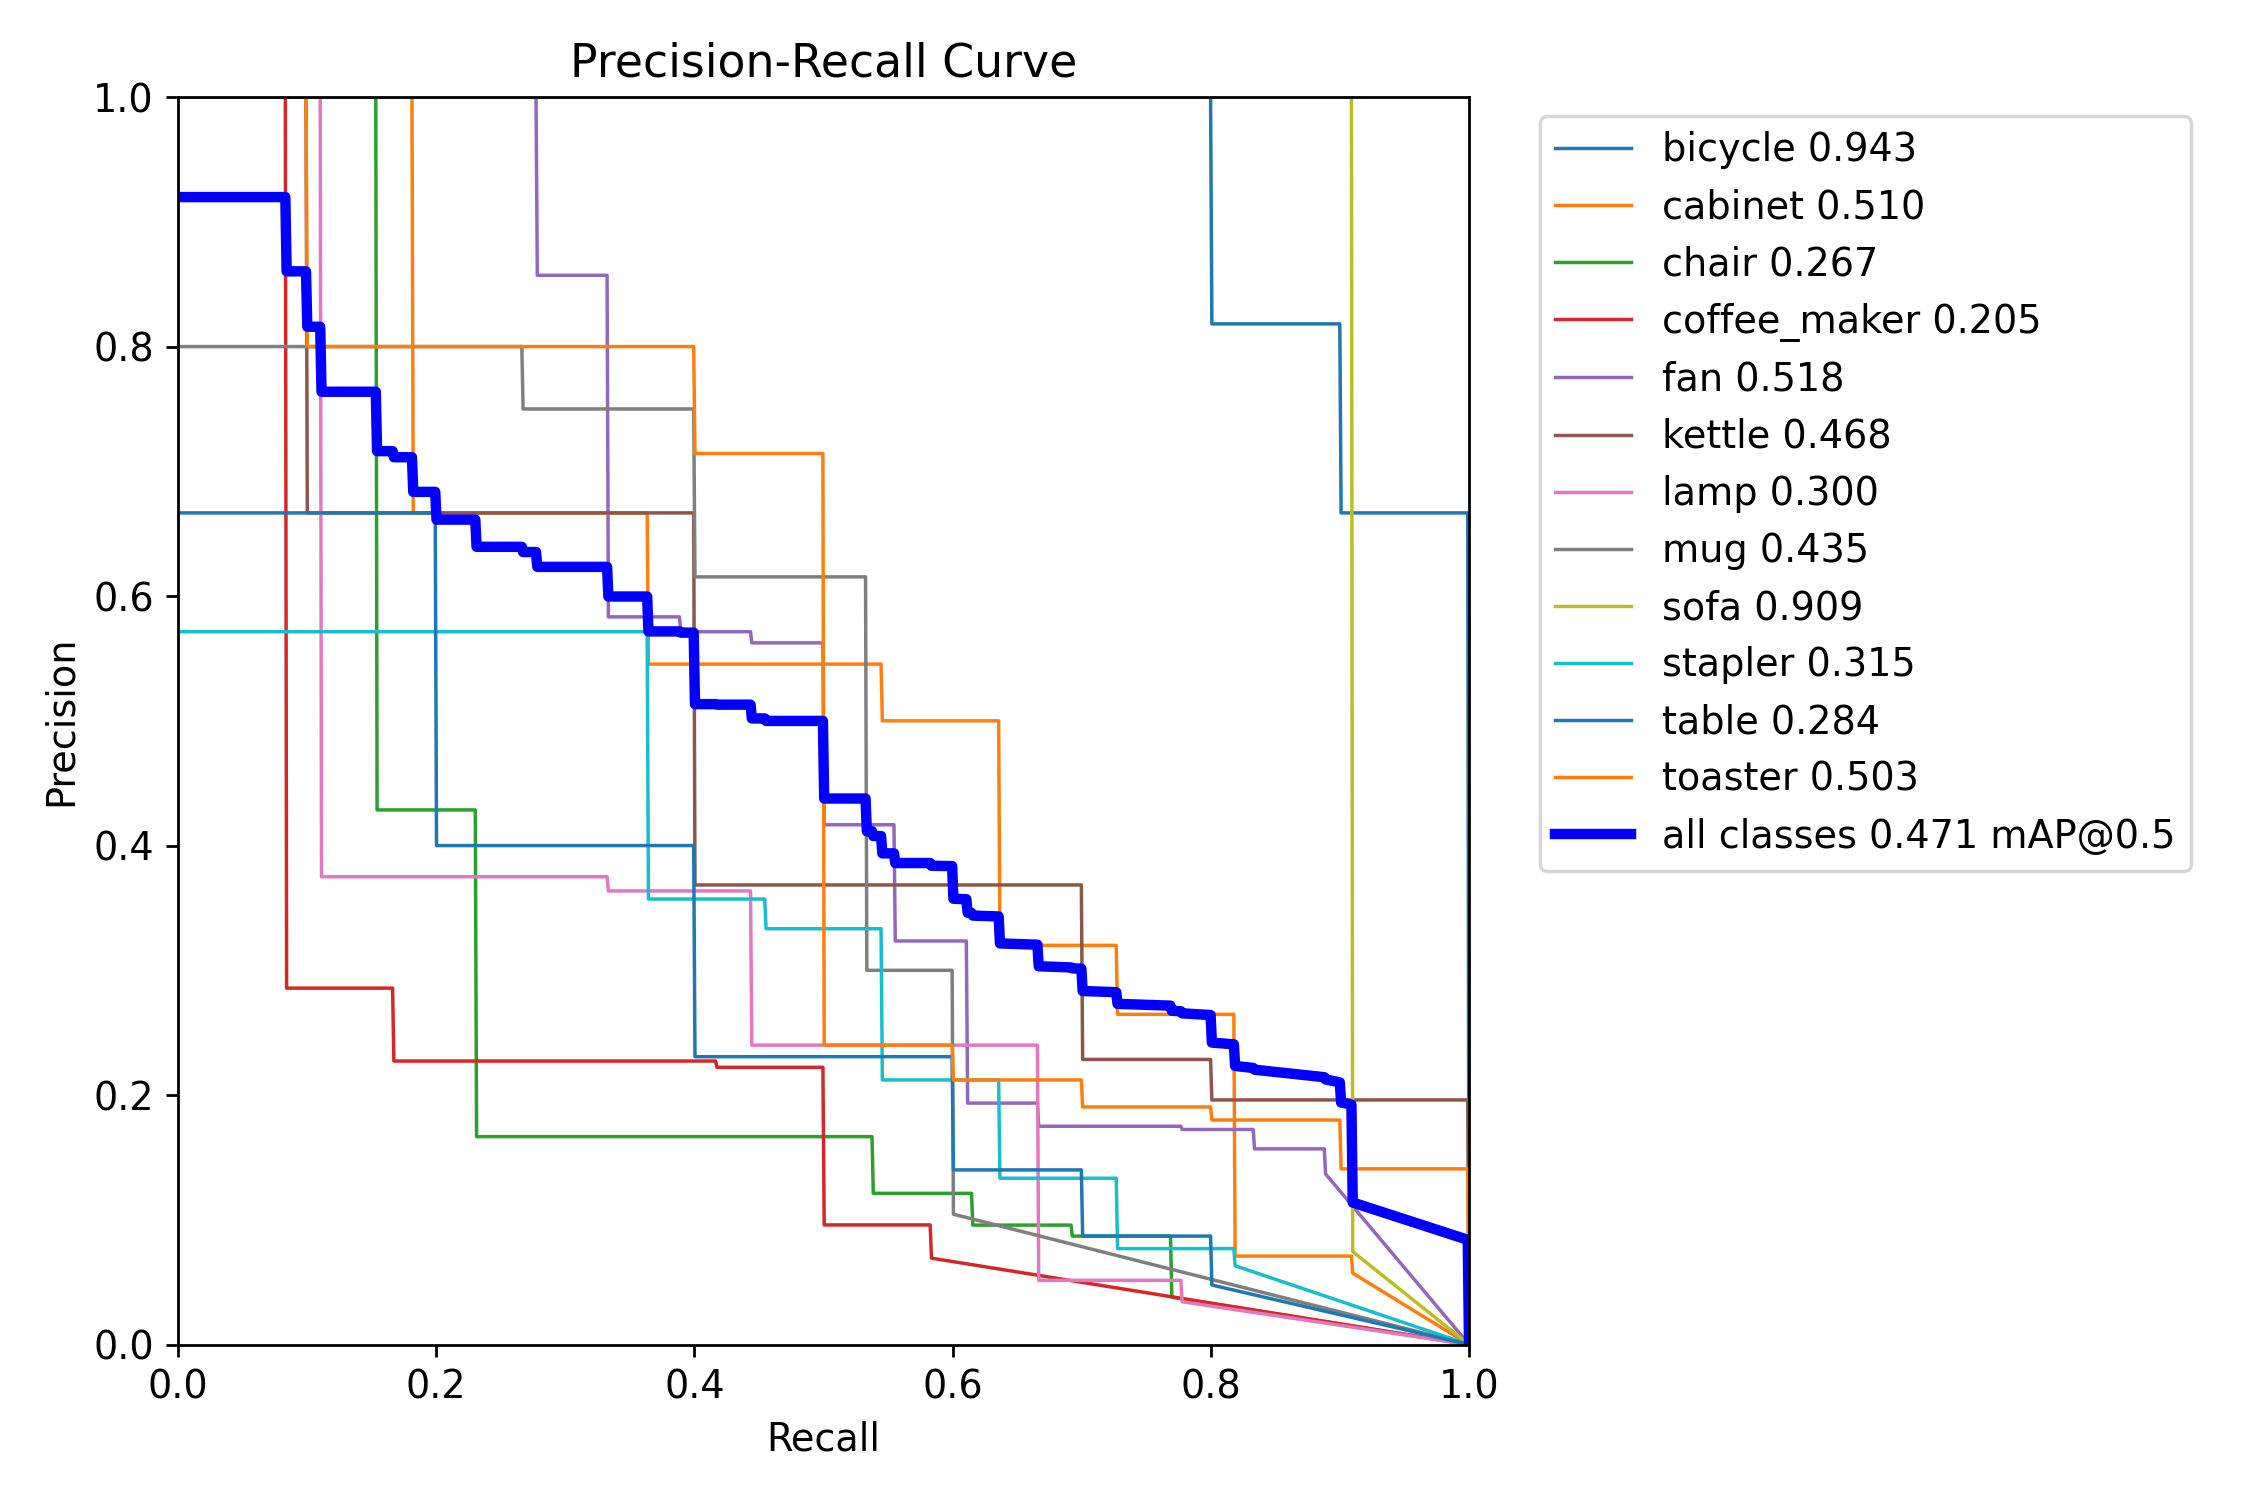 Precision-Recall Curve
1.0
0.8
0.6
0.4
0.2
0.0
Precision
0.0 0.2 0.4 0.6 0.8 1.0
Recall
bicycle 0.943
cabinet 0.510
chair 0.267
coffee_maker 0.205
fan 0.518
kettle 0.468
lamp 0.300
mug 0.435
sofa 0.909
stapler 0.315
table 0.284
toaster 0.503
all classes 0.471 mAP@0.5